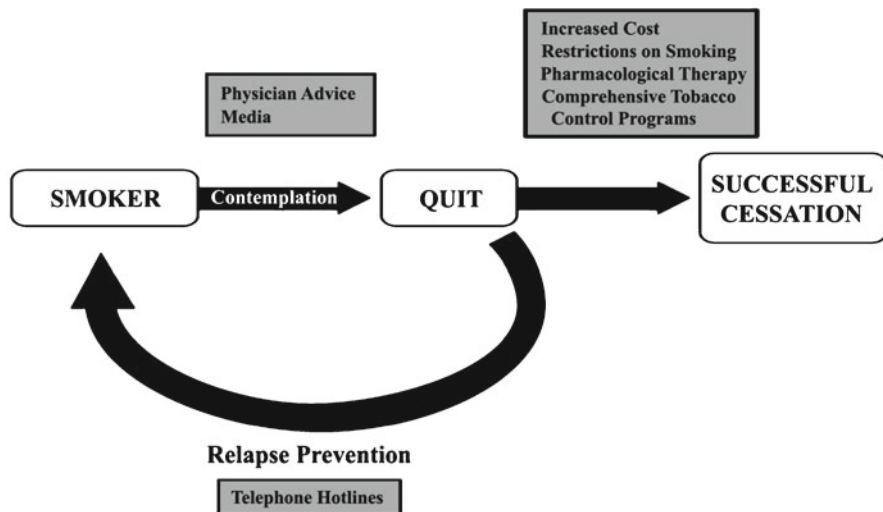 Increased Cost
Restrictions on Smoking
Pharmacological Therapy
Comprehensive Tobacco
Control Programs
Physician Advice
Media
SMOKER
Contemplation
QUIT
SUCCESSFUL
CESSATION
Relapse Prevention
Telephone Hotlines